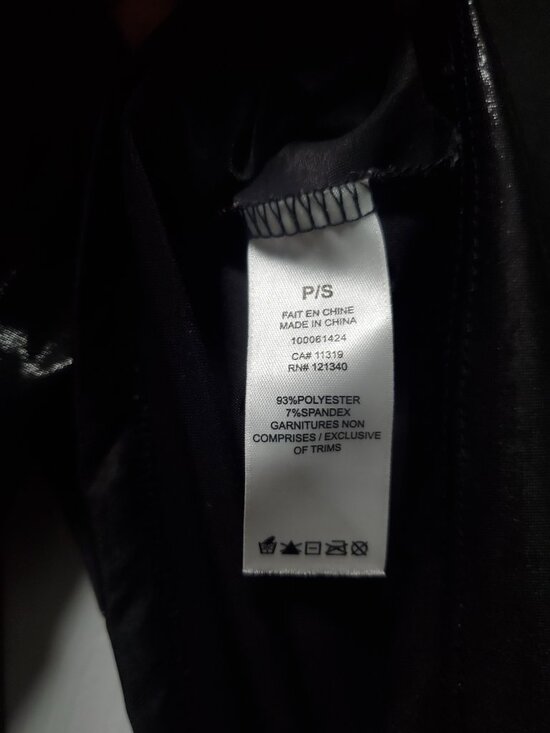 P/S
FAIT EN CHINE
MADE IN CHINA
100061424
CA# 11319
RN# 121340
93%POLYESTER
7%SPANDEX
GARNITURES NON
COMPRISES / EXCLUSIVE
OF TRIMS